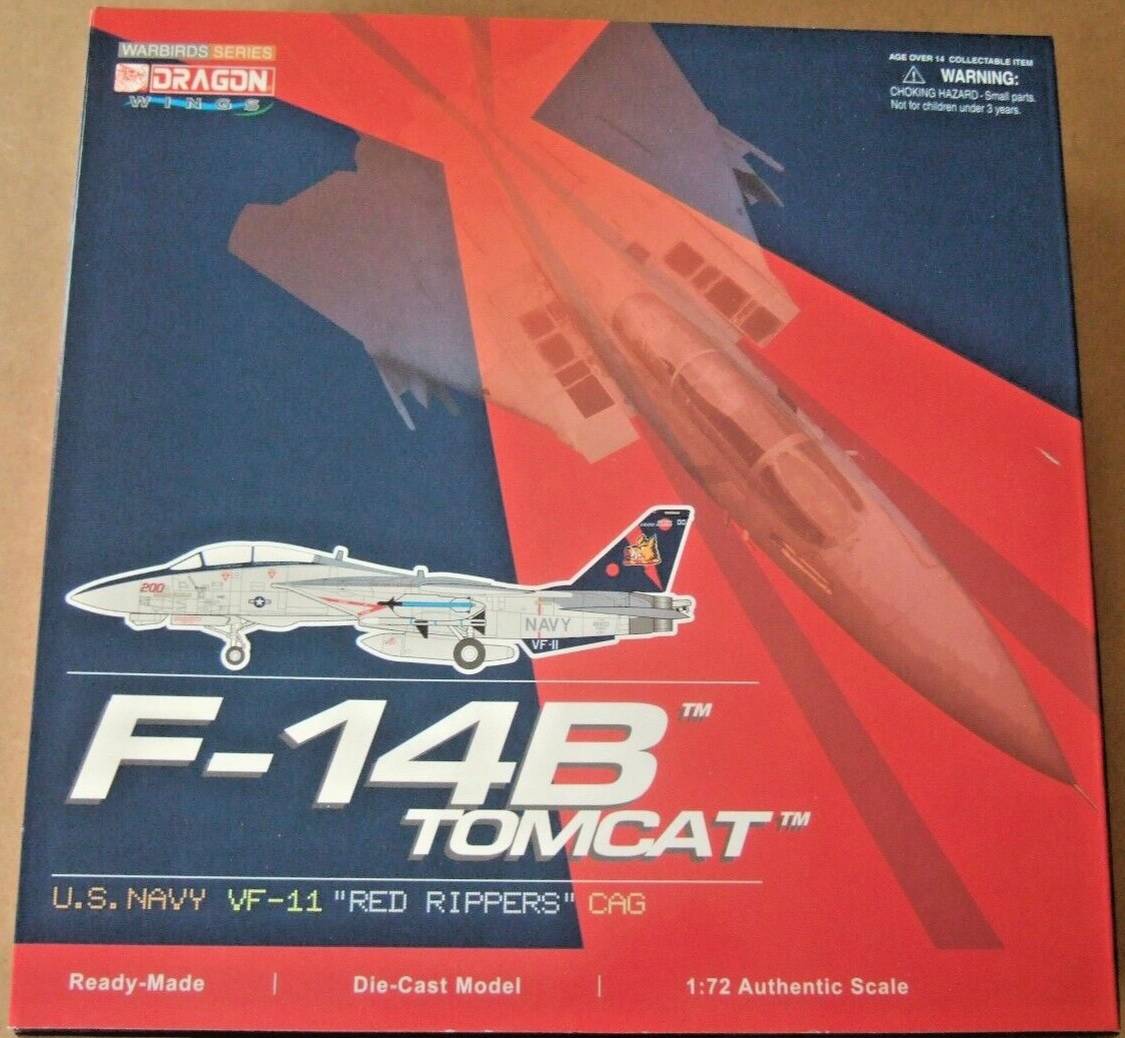 WARBIRDS SERIES
DRAGON
WINGS
AGE OVER 14 COLLECTABLE ITEM
WARNING:
CHOKING HAZARD - Small parts.
Not for children under 3 years.
200
NAVY
VF-11
F-14B™
TOMCAT™
U.S. NAVY VF-11 "RED RIPPERS" CAG
Ready-Made | Die-Cast Model | 1:72 Authentic Scale